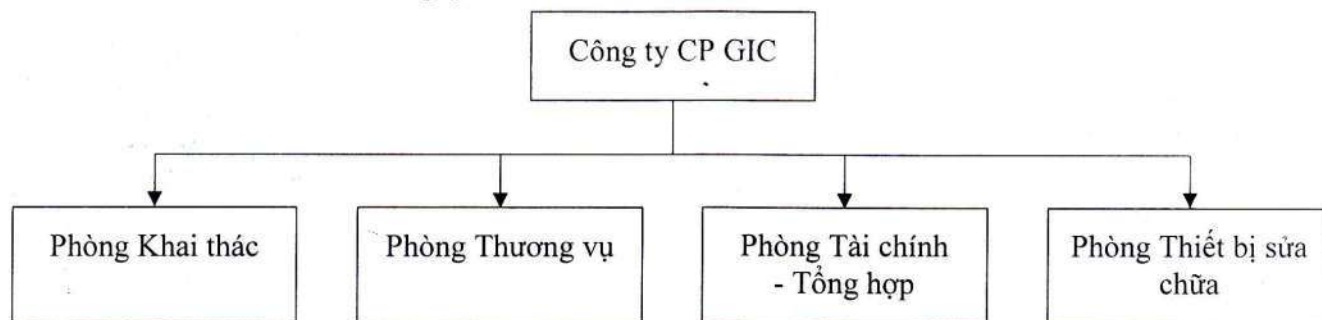 Công ty CP GIC
Phòng Khai thác
Phòng Thương vụ
Phòng Tài chính
- Tổng hợp
Phòng Thiết bị sửa
chữa